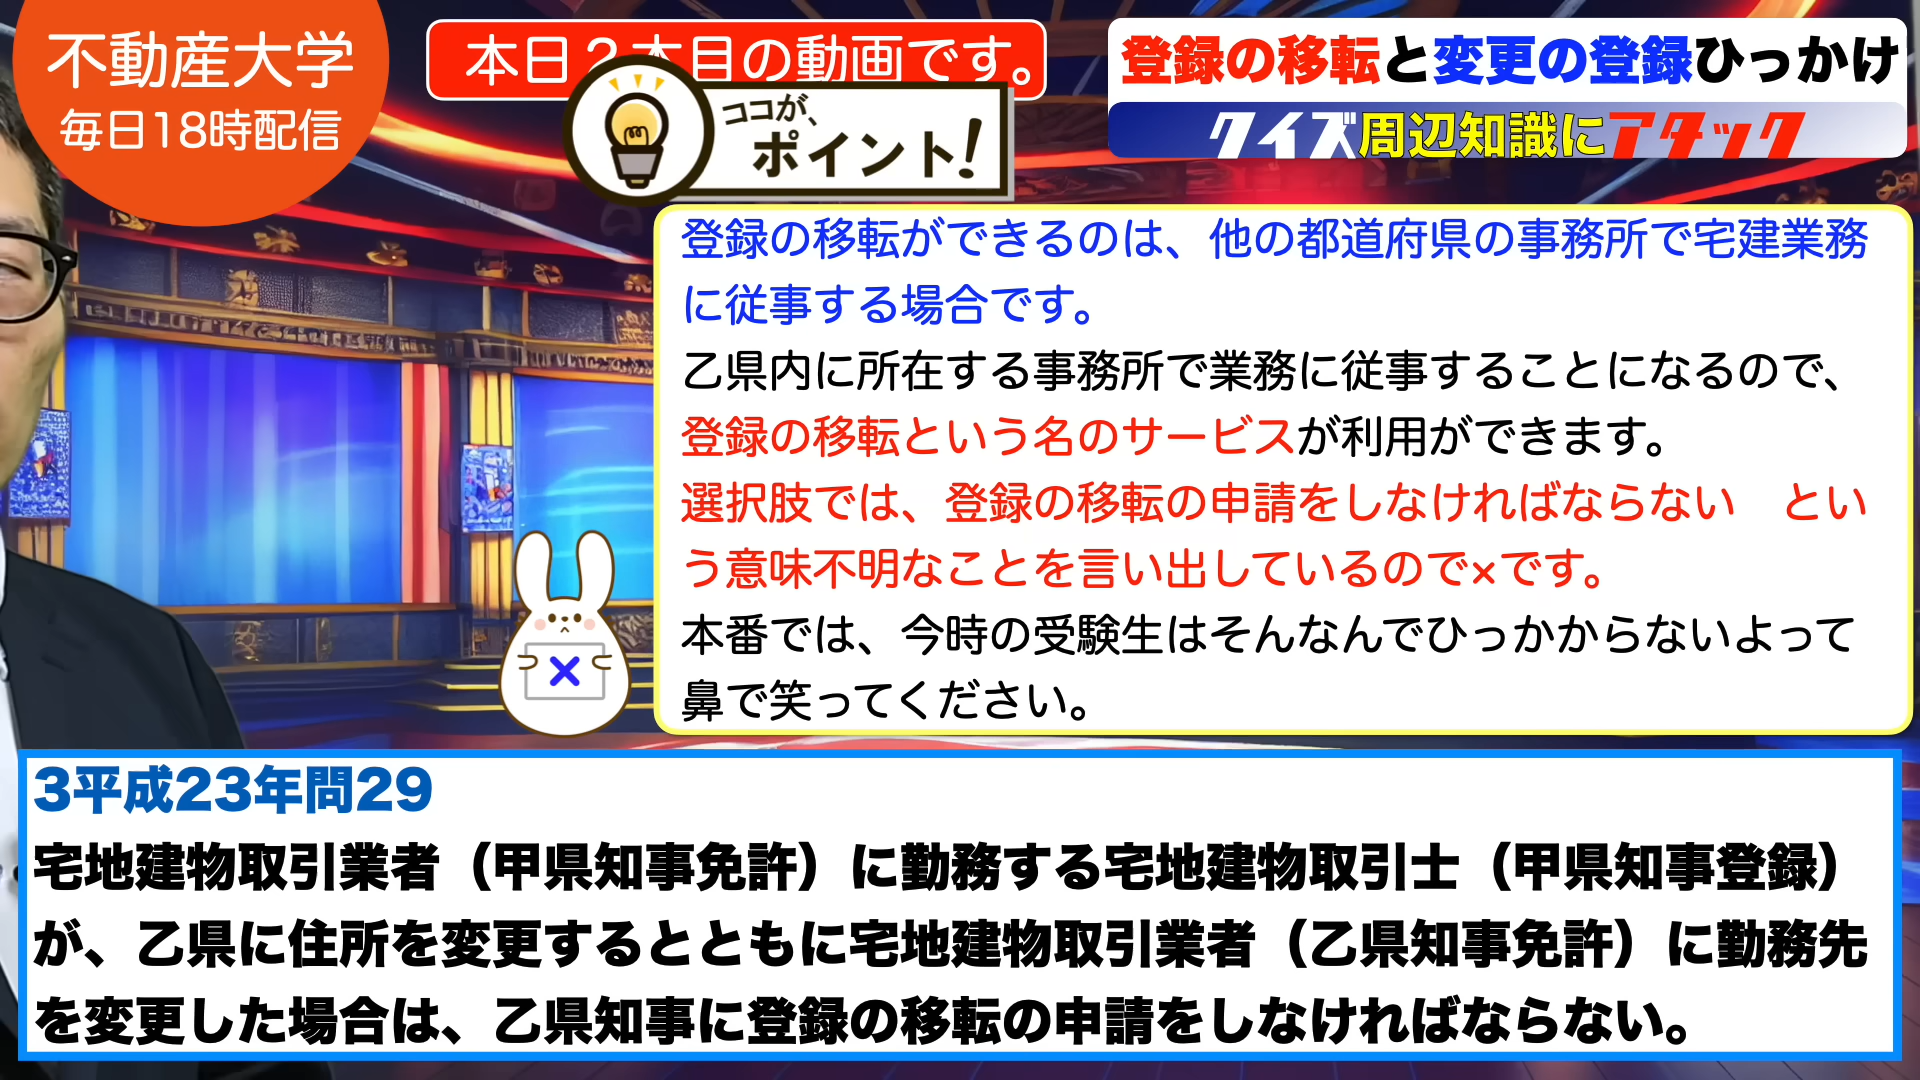 不動産大学
毎日18時配信
本日２本目の動画です。
ココが、
ポイント!
登録の移転と変更の登録ひっかけ
クイズ周辺知識にアタック
登録の移転ができるのは、他の都道府県の事務所で宅建業務
に従事する場合です。
乙県内に所在する事務所で業務に従事することになるので、
登録の移転という名のサービスが利用ができます。
選択肢では、登録の移転の申請をしなければならない　とい
う意味不明なことを言い出しているので×です。
本番では、今時の受験生はそんなんでひっかからないよって
鼻で笑ってください。
×
3平成23年問29
宅地建物取引業者（甲県知事免許）に勤務する宅地建物取引士（甲県知事登録）
が、乙県に住所を変更するとともに宅地建物取引業者（乙県知事免許）に勤務先
を変更した場合は、乙県知事に登録の移転の申請をしなければならない。